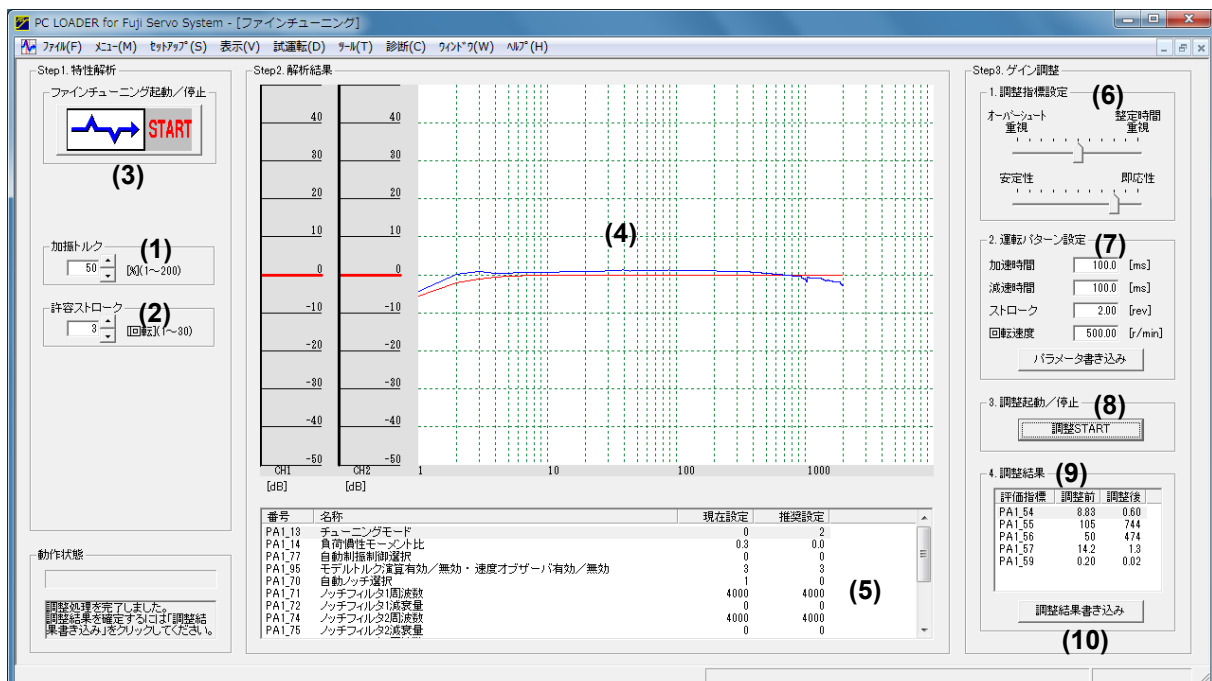 PC LOADER for Fuji Servo System - [ファインチューニング]
ファイル(F) メニュー(M) セットアップ(S) 表示(V) 試運転(D) ツール(T) 診断(C) ウィンドウ(W) ヘルプ(H)
Step1. 特性解析
ファインチューニング起動／停止
START
(3)
加振トルク
(1)
50 [%](1～200)
許容ストローク
(2)
3 [回転](1～30)
動作状態
調整処理を完了しました。
調整結果を確定するには「調整結
果書き込み」をクリックしてください。
Step2. 解析結果
40 40
30 30
20 20
10 10
(4)
0 0
-10 -10
-20 -20
-30 -30
-40 -40
-50 -50
CH1 CH2 1 10 100 1000
[dB] [dB]
番号 名称 現在設定 推奨設定
PA1_13 チューニングモード 0 2
PA1_14 負荷慣性モーメント比 0.3 0.0
PA1_77 自動制振制御選択 0 0
PA1_95 モデルトルク演算有効／無効・速度オブザーバ有効／無効 3 3
PA1_70 自動ノッチ選択 1 0
PA1_71 ノッチフィルタ1周波数 4000 4000
PA1_72 ノッチフィルタ1減衰量 0 0
PA1_74 ノッチフィルタ2周波数 4000 4000
PA1_75 ノッチフィルタ2減衰量 0 0
(5)
Step3. ゲイン調整
1. 調整指標設定
(6)
オーバーシュート 整定時間
重視 重視
安定性 即応性
2. 運転パターン設定
(7)
加速時間 100.0 [ms]
減速時間 100.0 [ms]
ストローク 2.00 [rev]
回転速度 500.00 [r/min]
パラメータ書き込み
3. 調整起動／停止
(8)
調整START
4. 調整結果
(9)
評価指標 調整前 調整後
PA1_54 8.83 0.60
PA1_55 105 744
PA1_56 50 474
PA1_57 14.2 1.3
PA1_59 0.20 0.02
調整結果書き込み
(10)